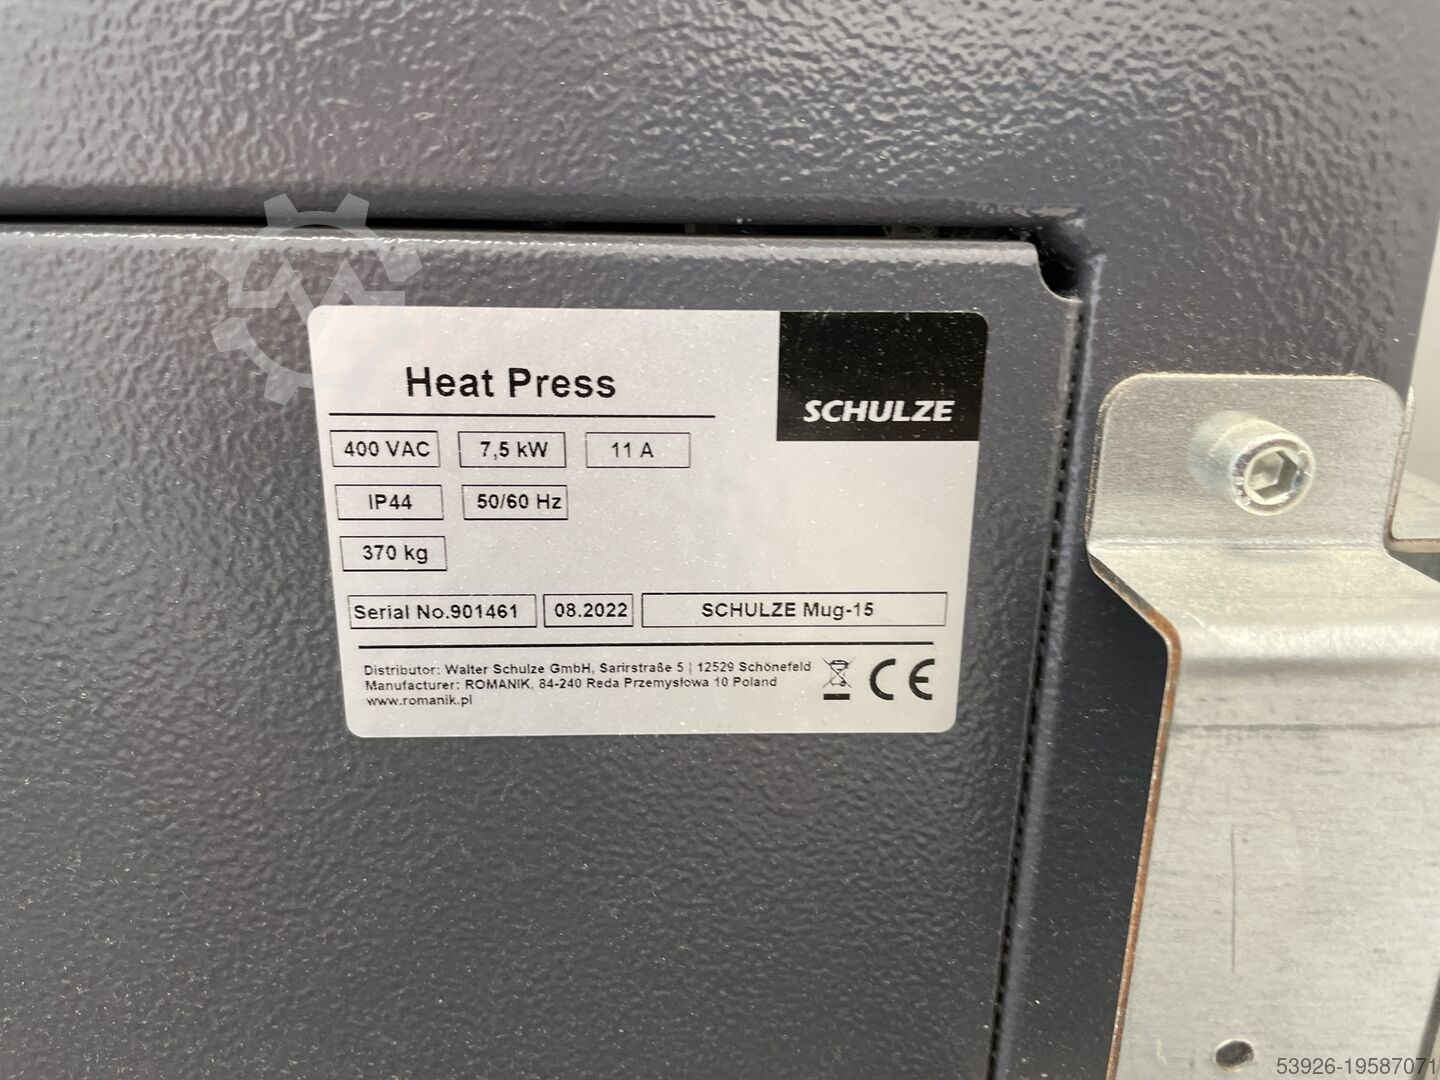 SCHULZE
Heat Press
400 VAC 7,5 kW 11 A
IP44 50/60 Hz
370 kg
Serial No.901461 08.2022 SCHULZE Mug-15
Distributor: Walter Schulze GmbH, Sarirstraße 5 | 12529 Schönefeld
Manufacturer: ROMANIK, 84-240 Reda Przemysłowa 10 Poland
www.romanik.pl
CE
53926-19587071